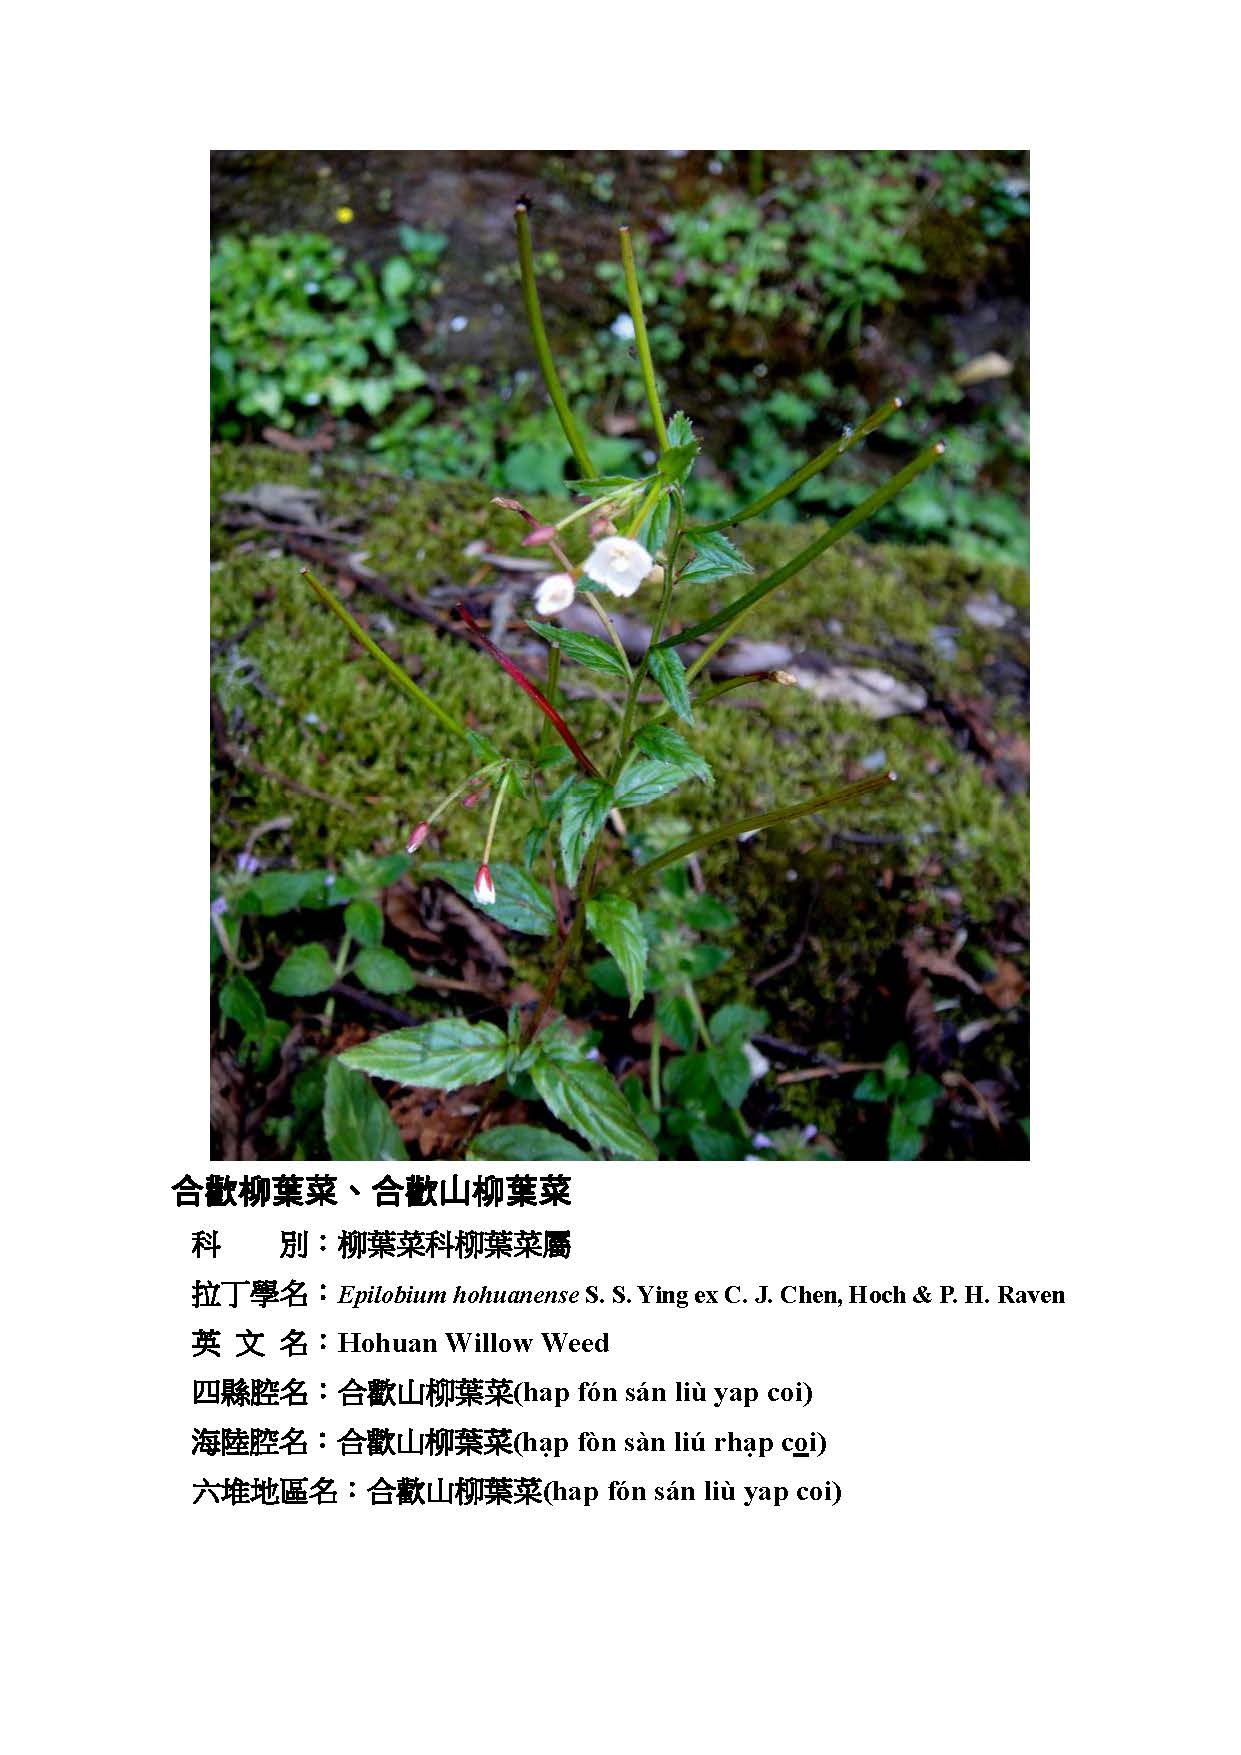 合歡柳葉菜、合歡山柳葉菜
科　　別：柳葉菜科柳葉菜屬
拉丁學名：Epilobium hohuanense S. S. Ying ex C. J. Chen, Hoch & P. H. Raven
英 文 名：Hohuan Willow Weed
四縣腔名：合歡山柳葉菜(hap fón sán liù yap coi)
海陸腔名：合歡山柳葉菜(hạp fòn sàn liú rhạp co̲i)
六堆地區名：合歡山柳葉菜(hap fón sán liù yap coi)